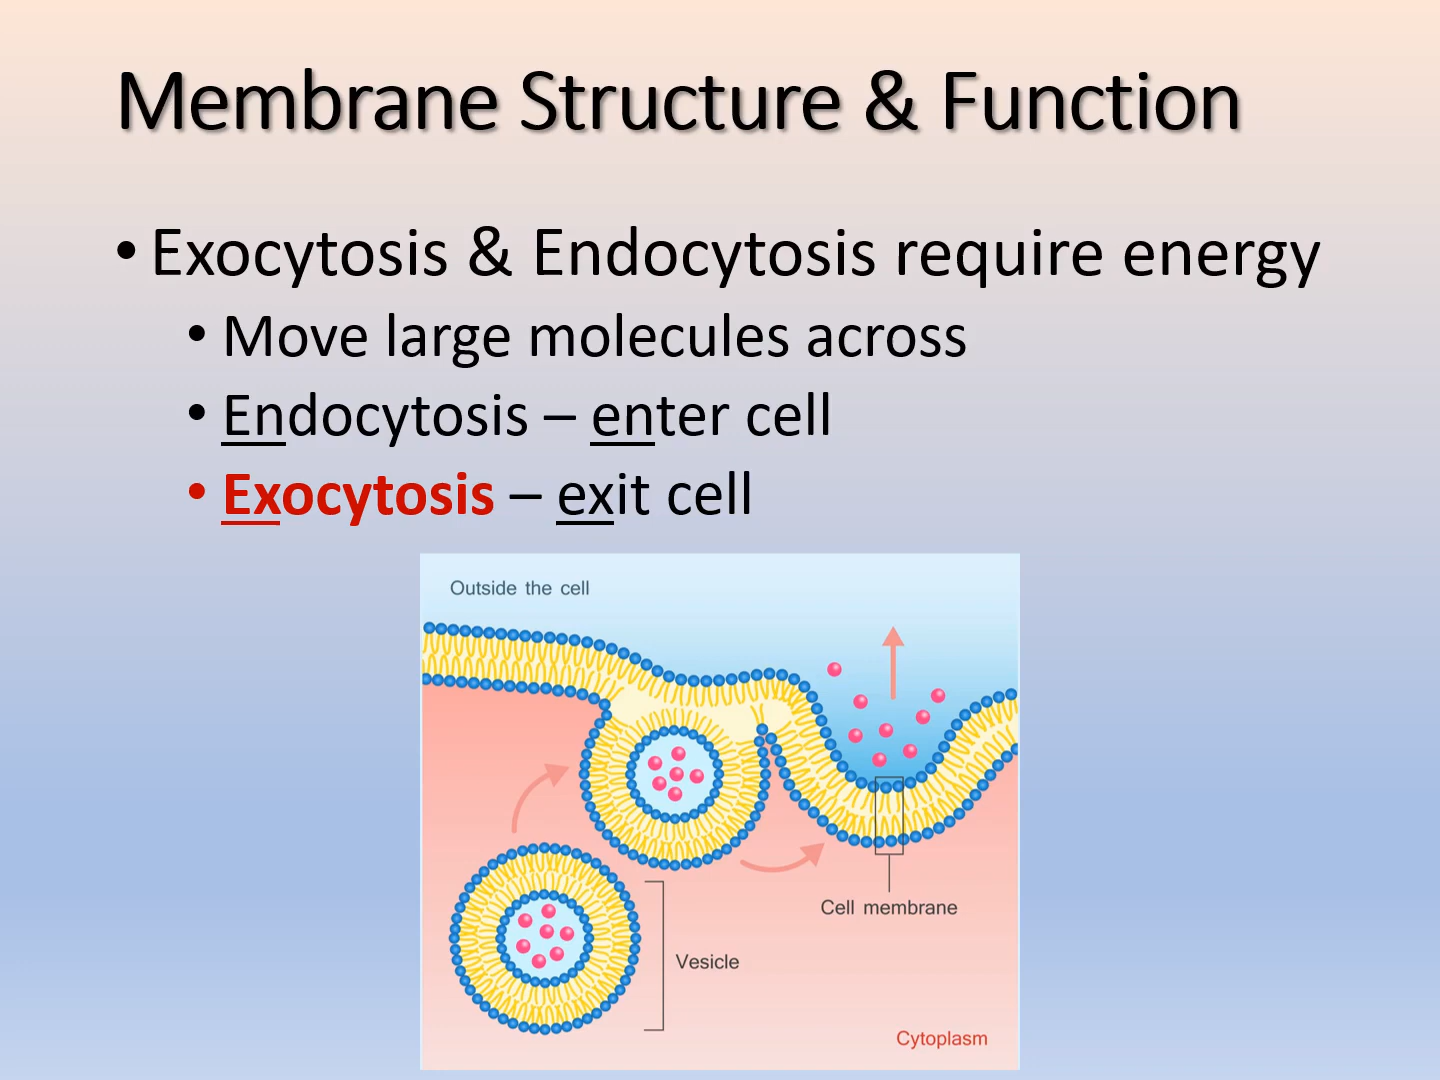 Membrane Structure & Function
• Exocytosis & Endocytosis require energy
• Move large molecules across
• Endocytosis – enter cell
• Exocytosis – exit cell
Outside the cell
Cell membrane
Vesicle
Cytoplasm